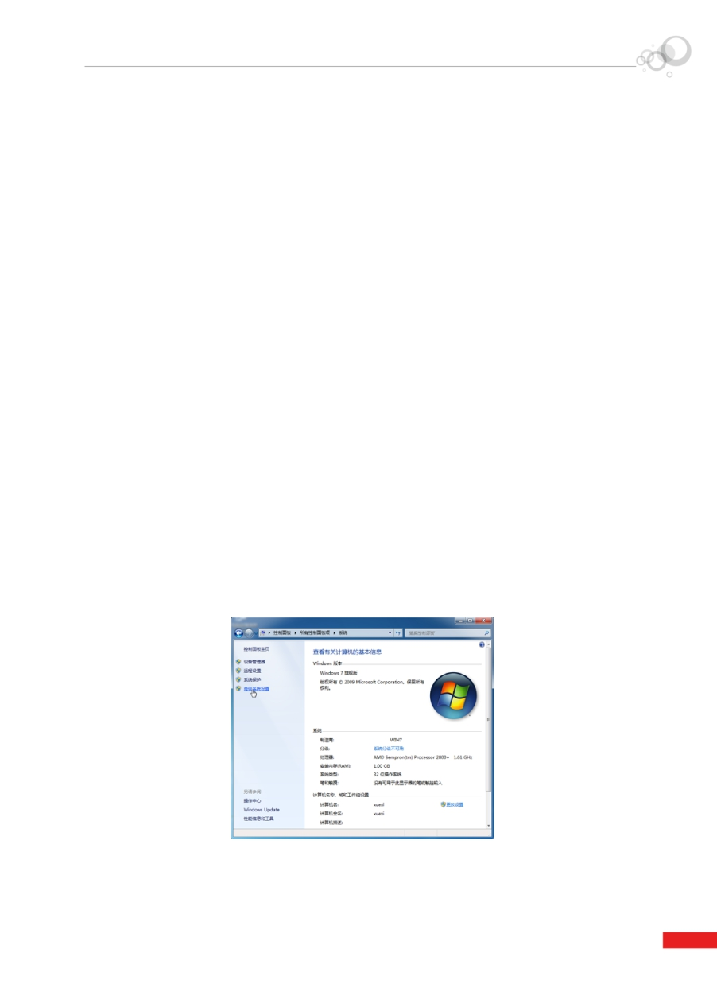 控制面板 ▸ 所有控制面板项 ▸ 系统
搜索控制面板
控制面板主页
设备管理器
远程设置
系统保护
高级系统设置
查看有关计算机的基本信息
Windows 版本
Windows 7 旗舰版
版权所有 © 2009 Microsoft Corporation。保留所有
权利。
系统
制造商: WIN7
分级: 系统分级不可用
处理器: AMD Sempron(tm) Processor 2800+ 1.61 GHz
安装内存(RAM): 1.00 GB
系统类型: 32 位操作系统
笔和触摸: 没有可用于此显示器的笔或触控输入
计算机名称、域和工作组设置
计算机名: xuexi 更改设置
计算机全名: xuexi
计算机描述:
另请参阅
操作中心
Windows Update
性能信息和工具